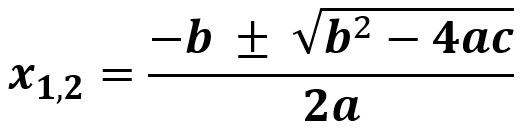 x₁,₂ = (-b ± √(b² - 4ac)) / 2a